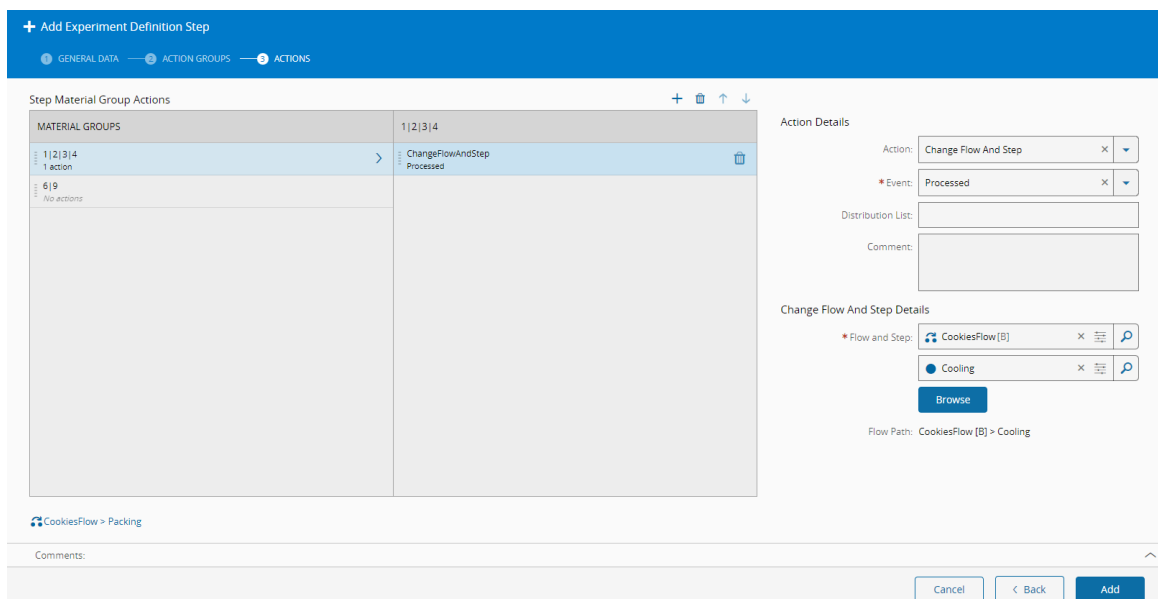 Add Experiment Definition Step
1 GENERAL DATA 2 ACTION GROUPS 3 ACTIONS
Step Material Group Actions
MATERIAL GROUPS
1|2|3|4
1 action
6|9
No actions
1|2|3|4
ChangeFlowAndStep
Processed
Action Details
Action: Change Flow And Step
* Event: Processed
Distribution List:
Comment:
Change Flow And Step Details
* Flow and Step: CookiesFlow [B]
Cooling
Browse
Flow Path: CookiesFlow [B] > Cooling
CookiesFlow > Packing
Comments:
Cancel < Back Add